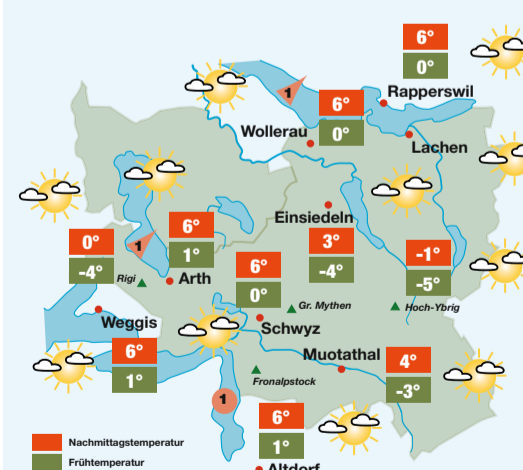 6°
0°
Rapperswil
1
6°
0°
Wollerau
Lachen
Einsiedeln
3°
-4°
6°
1°
Arth
0°
-4°
1
Rigi
-1°
-5°
Hoch-Ybrig
6°
0°
Gr. Mythen
Schwyz
Weggis
6°
1°
Muotathal
4°
-3°
Fronalpstock
1
6°
1°
Altdorf
Nachmittagstemperatur
Frühtemperatur